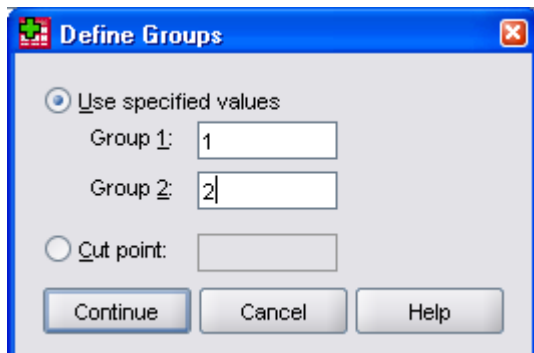 Define Groups
Use specified values
Group 1: 1
Group 2: 2
Cut point:
Continue Cancel Help